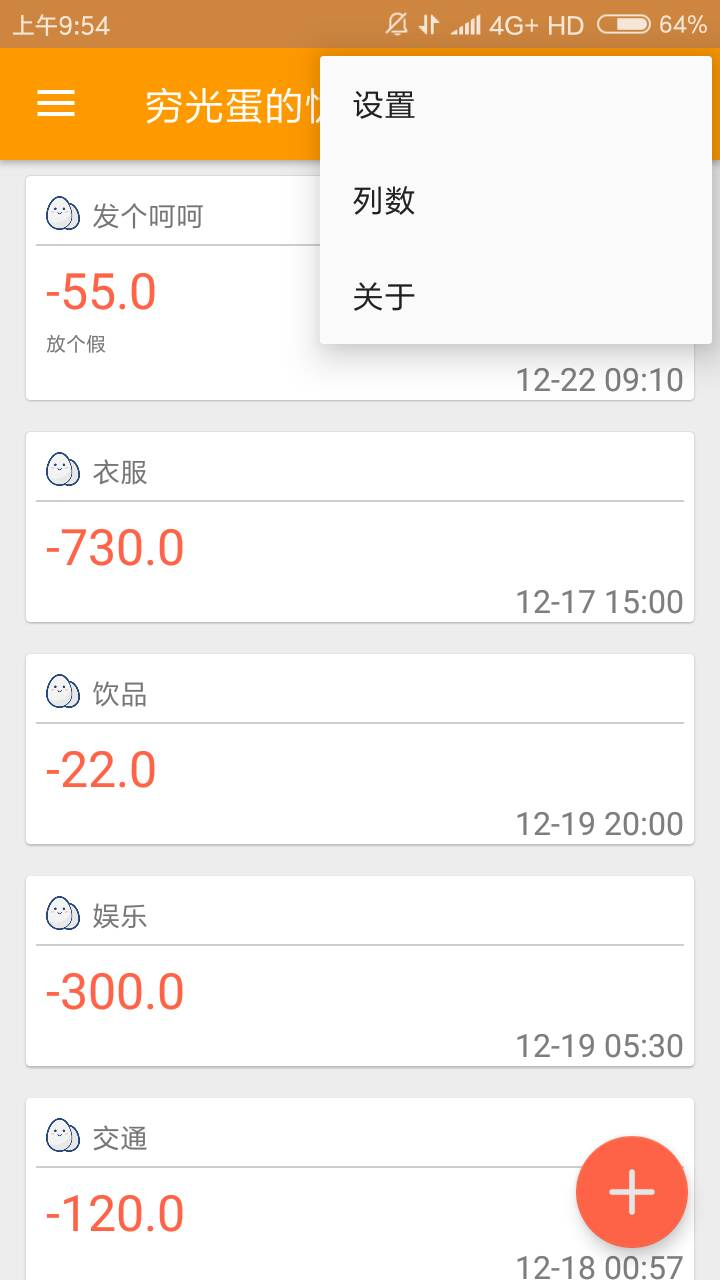 上午9:54
4G+ HD
64%
穷光蛋的
设置
列数
关于
发个呵呵
-55.0
放个假
12-22 09:10
衣服
-730.0
12-17 15:00
饮品
-22.0
12-19 20:00
娱乐
-300.0
12-19 05:30
交通
-120.0
12-18 00:57